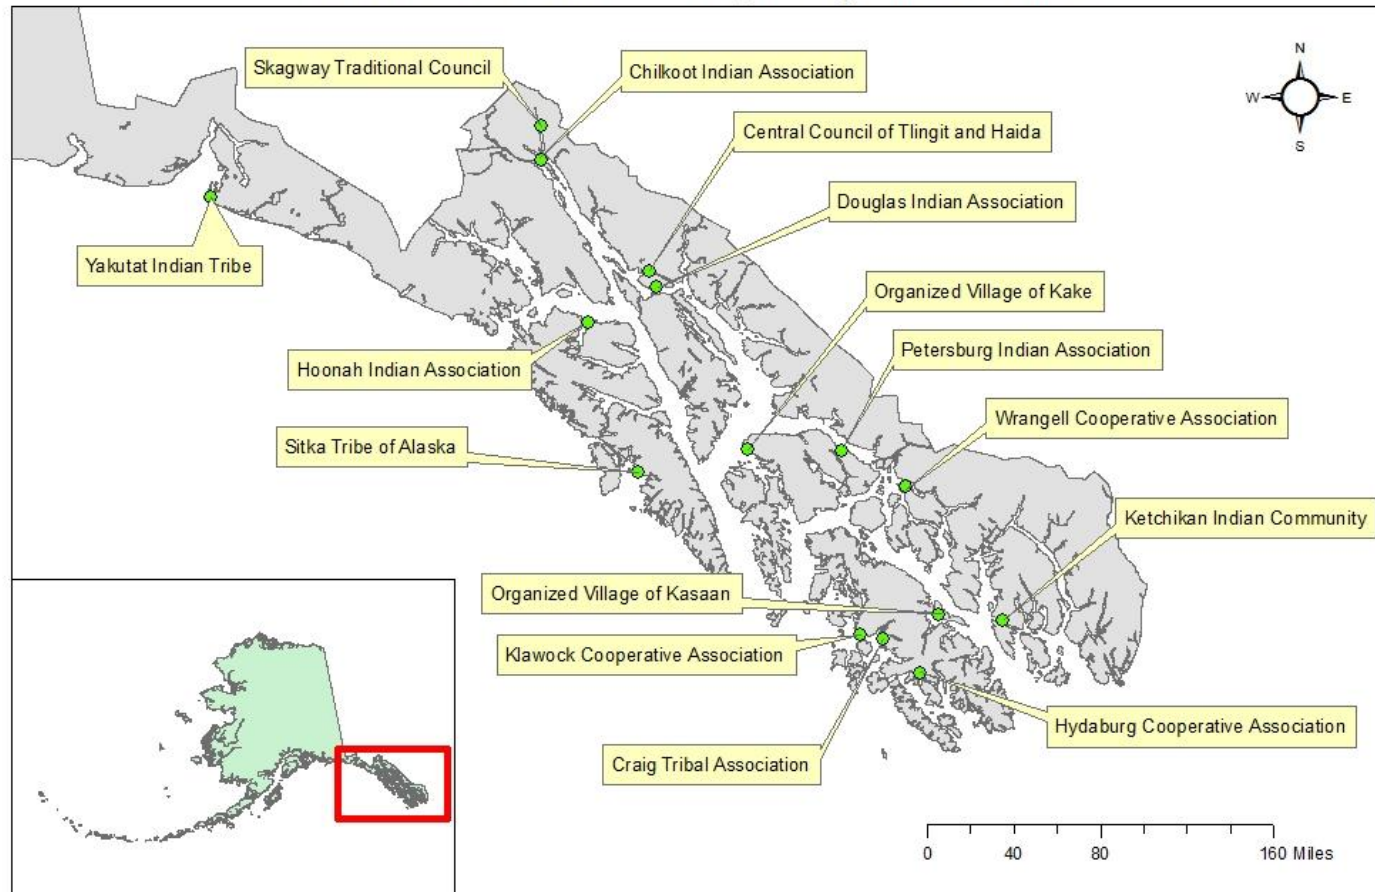 N
W
E
S
Skagway Traditional Council
Chilkoot Indian Association
Central Council of Tlingit and Haida
Douglas Indian Association
Yakutat Indian Tribe
Organized Village of Kake
Petersburg Indian Association
Hoonah Indian Association
Wrangell Cooperative Association
Sitka Tribe of Alaska
Ketchikan Indian Community
Organized Village of Kasaan
Klawock Cooperative Association
Hydaburg Cooperative Association
Craig Tribal Association
0 40 80 160 Miles